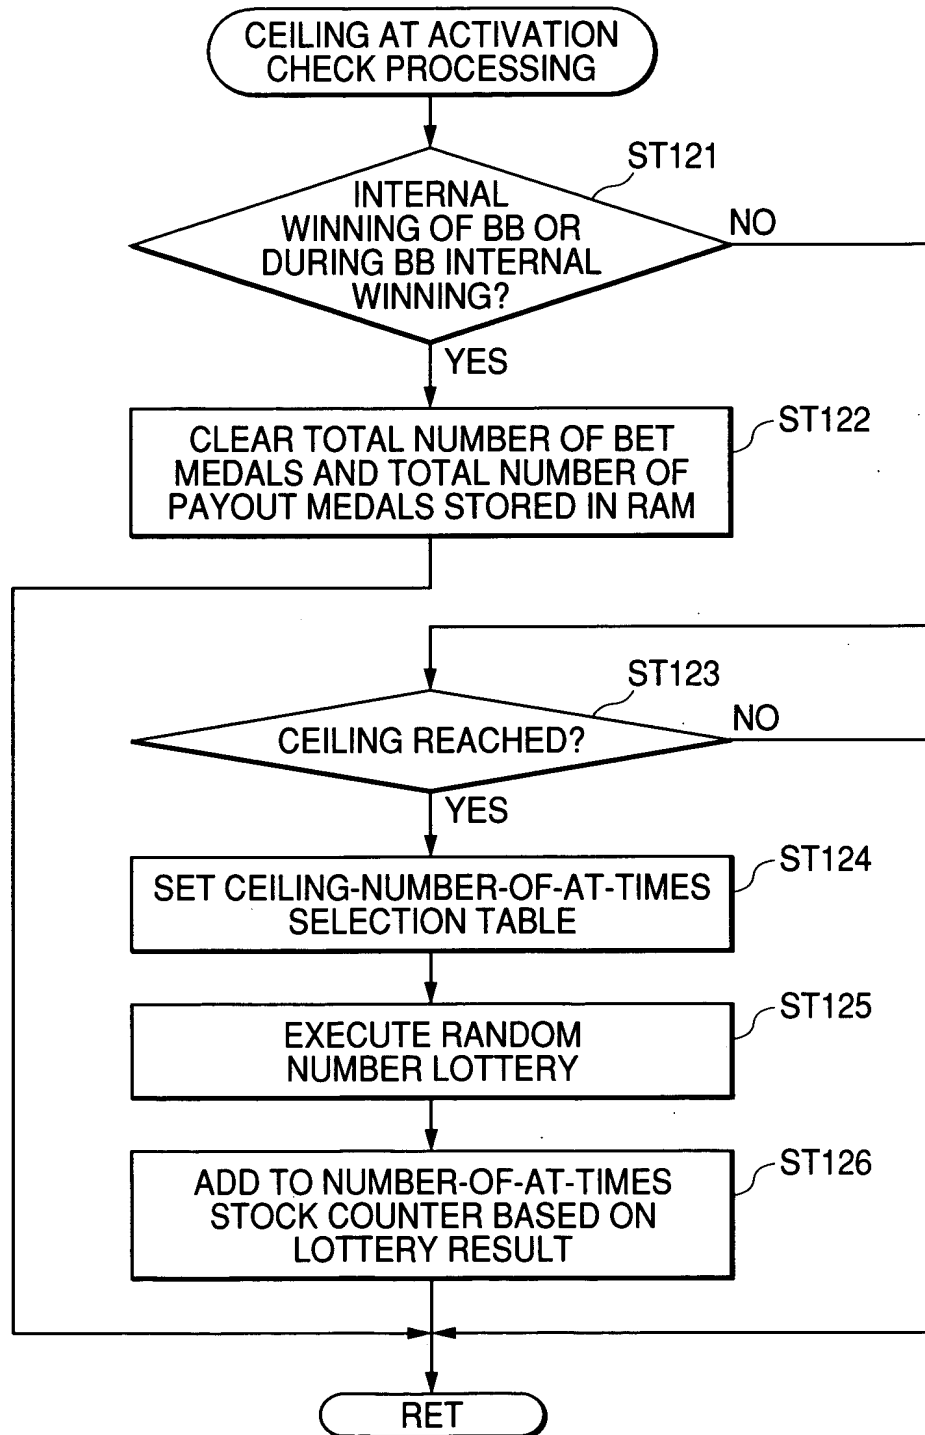 CEILING AT ACTIVATION
CHECK PROCESSING
ST121
INTERNAL
WINNING OF BB OR
DURING BB INTERNAL
WINNING?
NO
YES
ST122
CLEAR TOTAL NUMBER OF BET
MEDALS AND TOTAL NUMBER OF
PAYOUT MEDALS STORED IN RAM
ST123
CEILING REACHED?
NO
YES
ST124
SET CEILING-NUMBER-OF-AT-TIMES
SELECTION TABLE
ST125
EXECUTE RANDOM
NUMBER LOTTERY
ST126
ADD TO NUMBER-OF-AT-TIMES
STOCK COUNTER BASED ON
LOTTERY RESULT
RET